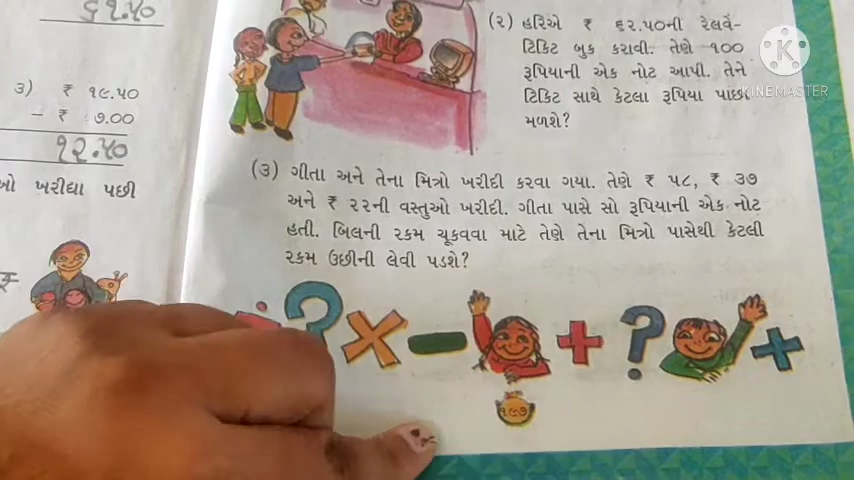 ૬૧.૫૦
૩) ₹ ૧૯.૫૦
– ₹ ૭.૦૦
૧૨.૫૦
ખરીદ્યા પછી
(૨) હરિએ ₹ ૬૨.૫૦ની રેલવે-
ટિકિટ બુક કરાવી. તેણે ૧૦૦
રૂપિયાની એક નોટ આપી. તેને
ટિકિટ સાથે કેટલા રૂપિયા પાછા
મળશે?
(૩) ગીતા અને તેના મિત્રો ખરીદી કરવા ગયા. તેણે ₹ ૫૮, ₹ ૩૭
અને ₹ ૨૨ની વસ્તુઓ ખરીદી. ગીતા પાસે સો રૂપિયાની એક નોટ
હતી. બિલની રકમ ચૂકવવા માટે તેણે તેના મિત્રો પાસેથી કેટલી
રકમ ઉછીની લેવી પડશે?
? × – + ? +
૧૯૭
K
KINEMASTER